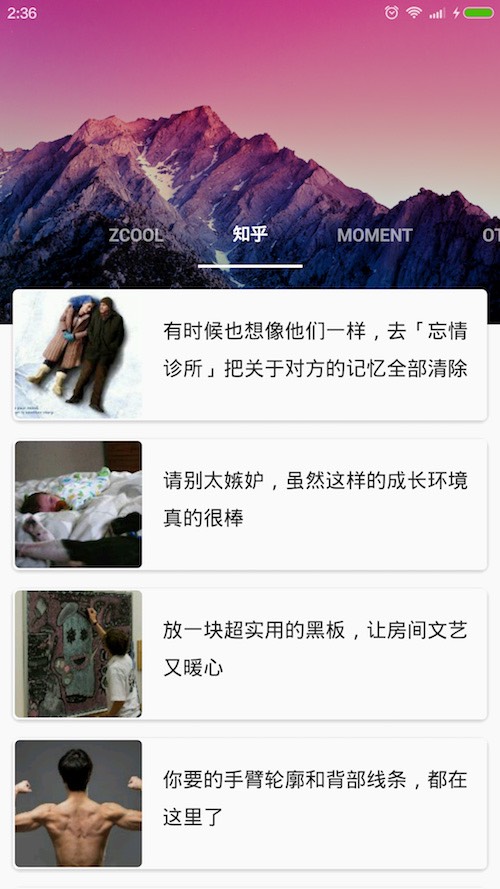 2:36
ZCOOL
知乎
MOMENT
OT
有时候也想像他们一样，去「忘情
诊所」把关于对方的记忆全部清除
请别太嫉妒，虽然这样的成长环境
真的很棒
放一块超实用的黑板，让房间文艺
又暖心
你要的手臂轮廓和背部线条，都在
这里了